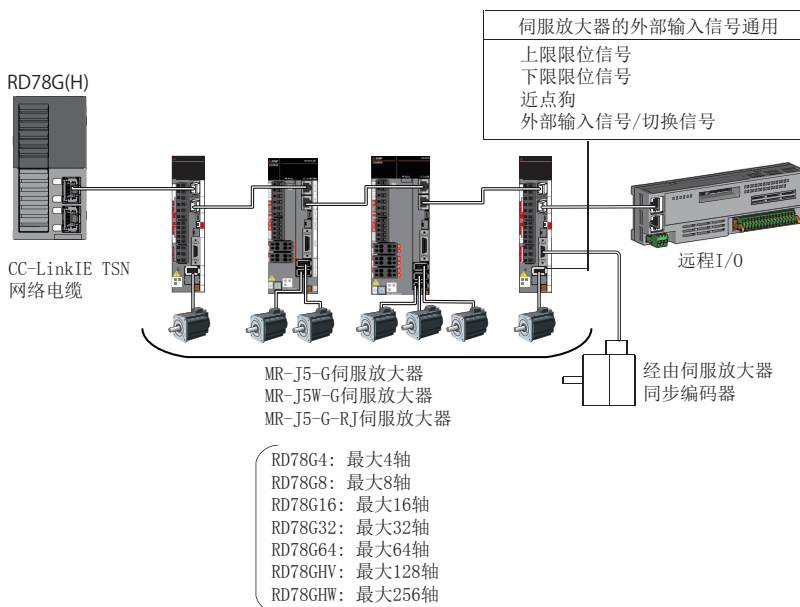 伺服放大器的外部输入信号通用
上限限位信号
下限限位信号
近点狗
外部输入信号/切换信号
RD78G(H)
CC-LinkIE TSN
网络电缆
远程I/O
经由伺服放大器
同步编码器
MR-J5-G伺服放大器
MR-J5W-G伺服放大器
MR-J5-G-RJ伺服放大器
RD78G4: 最大4轴
RD78G8: 最大8轴
RD78G16: 最大16轴
RD78G32: 最大32轴
RD78G64: 最大64轴
RD78GHV: 最大128轴
RD78GHW: 最大256轴